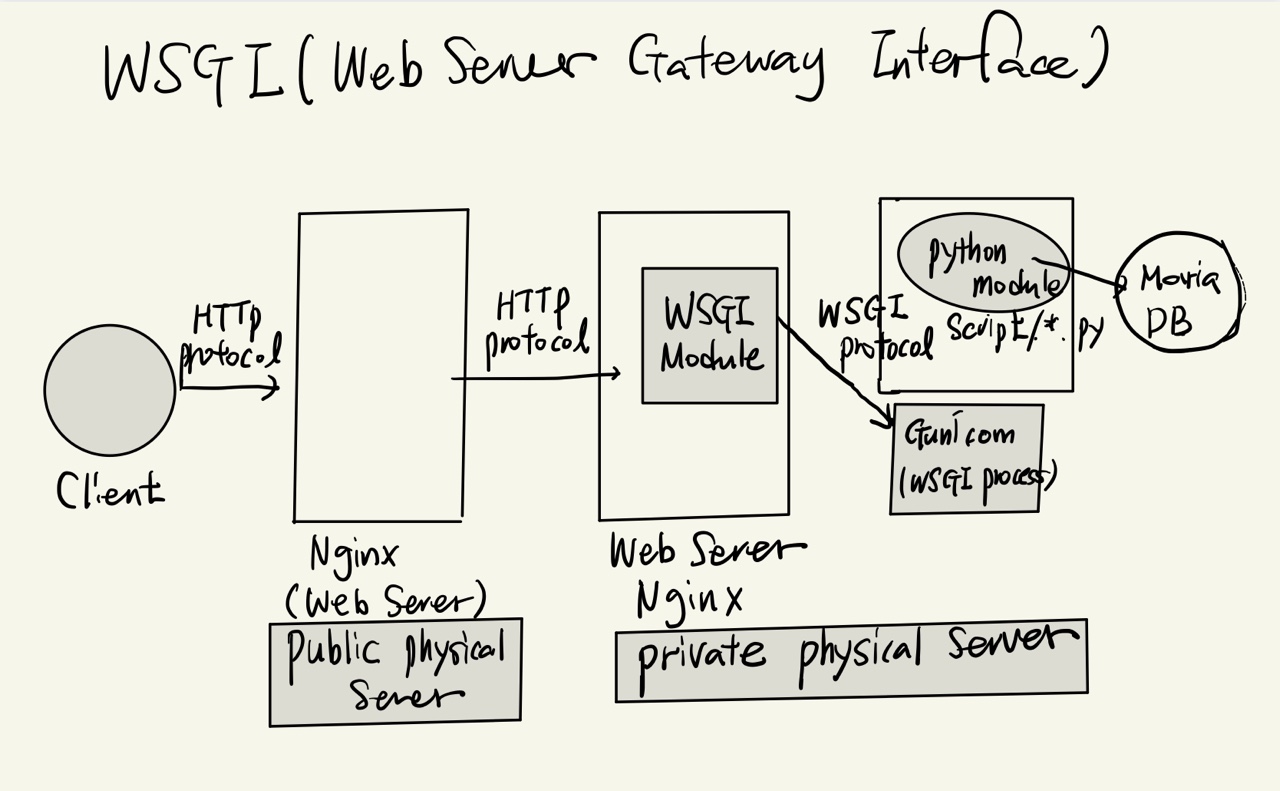 WSGI (Web Server Gateway Interface)
HTTP
protocol
Client
Nginx
(Web Server)
Public physical
Server
HTTP
protocol
WSGI
Module
Web Server
Nginx
private physical Server
WSGI
protocol
python
module
Script/*.py
Gunicorn
(WSGI process)
Moria
DB